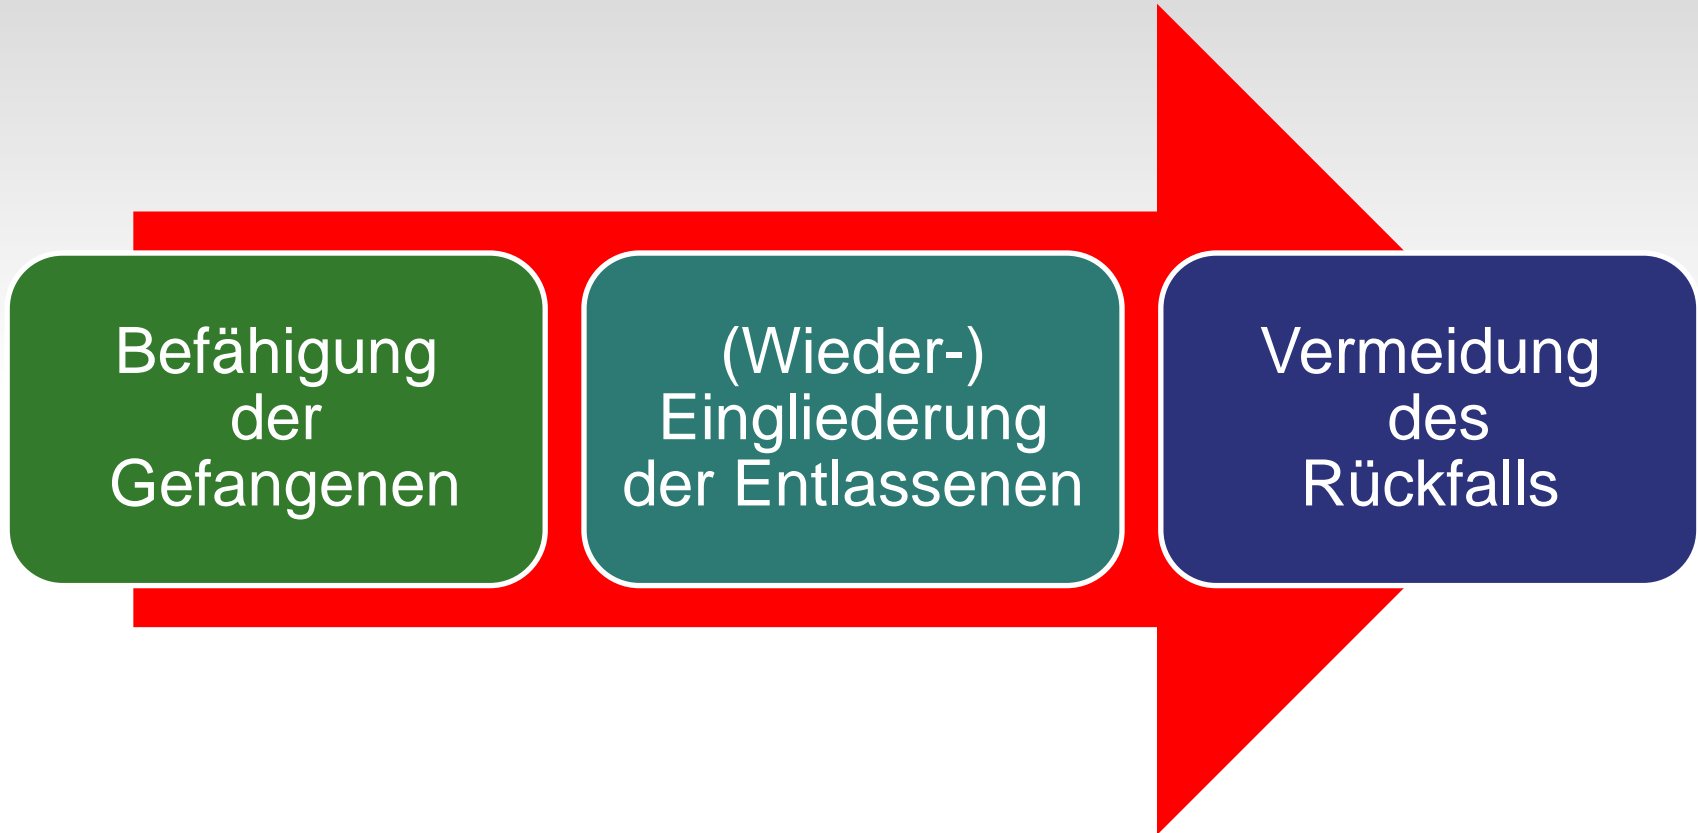 Befähigung
der
Gefangenen
(Wieder-)
Eingliederung
der Entlassenen
Vermeidung
des
Rückfalls